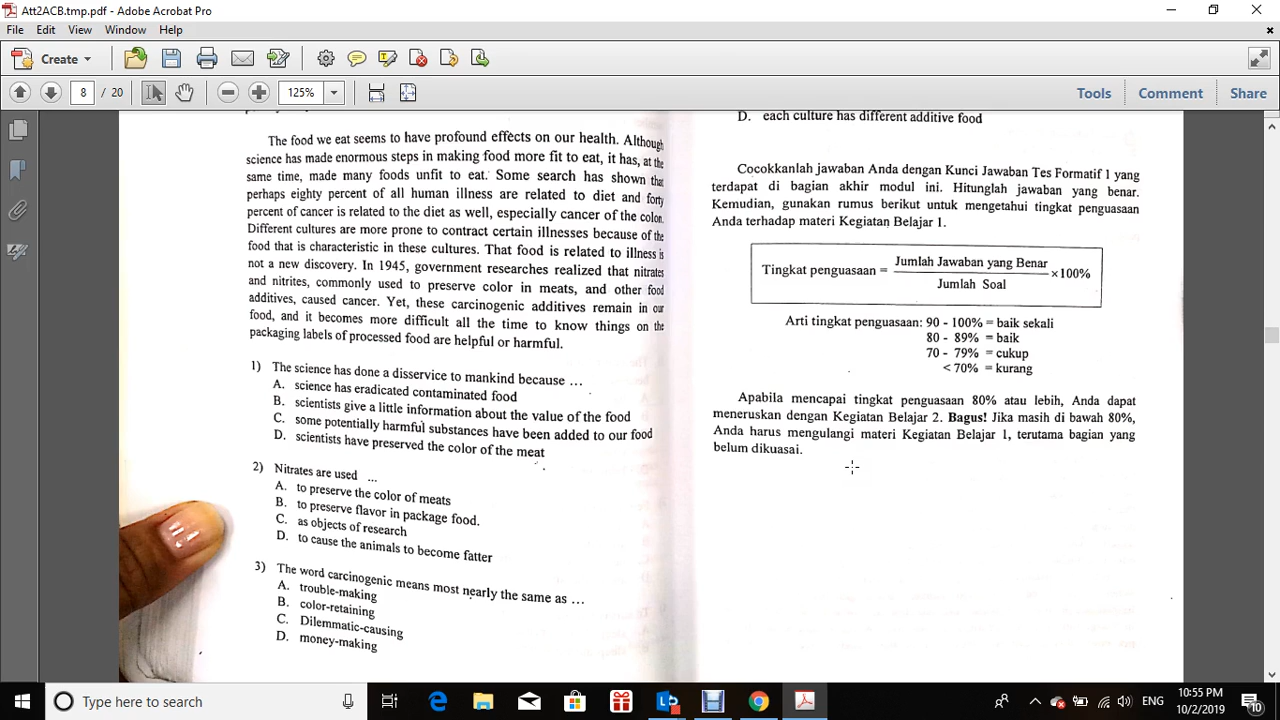 Att2ACB.tmp.pdf - Adobe Acrobat Pro
File Edit View Window Help
Create
8 / 20
125%
Tools Comment Share
The food we eat seems to have profound effects on our health. Although
science has made enormous steps in making food more fit to eat, it has, at the
same time, made many foods unfit to eat. Some search has shown that
perhaps eighty percent of all human illness are related to diet and forty
percent of cancer is related to the diet as well, especially cancer of the colon.
Different cultures are more prone to contract certain illnesses because of the
food that is characteristic in these cultures. That food is related to illness is
not a new discovery. In 1945, government researches realized that nitrates
and nitrites, commonly used to preserve color in meats, and other food
additives, caused cancer. Yet, these carcinogenic additives remain in our
food, and it becomes more difficult all the time to know things on the
packaging labels of processed food are helpful or harmful.
1) The science has done a disservice to mankind because ...
A. science has eradicated contaminated food
B. scientists give a little information about the value of the food
C. some potentially harmful substances have been added to our food
D. scientists have preserved the color of the meat
2) Nitrates are used ...
A. to preserve the color of meats
B. to preserve flavor in package food.
C. as objects of research
D. to cause the animals to become fatter
3) The word carcinogenic means most nearly the same as ...
A. trouble-making
B. color-retaining
C. Dilemmatic-causing
D. money-making
D. each culture has different additive food
Cocokkanlah jawaban Anda dengan Kunci Jawaban Tes Formatif 1 yang
terdapat di bagian akhir modul ini. Hitunglah jawaban yang benar.
Kemudian, gunakan rumus berikut untuk mengetahui tingkat penguasaan
Anda terhadap materi Kegiatan Belajar 1.
Jumlah Jawaban yang Benar
Tingkat penguasaan = ×100%
Jumlah Soal
Arti tingkat penguasaan: 90 - 100% = baik sekali
80 - 89% = baik
70 - 79% = cukup
< 70% = kurang
Apabila mencapai tingkat penguasaan 80% atau lebih, Anda dapat
meneruskan dengan Kegiatan Belajar 2. Bagus! Jika masih di bawah 80%,
Anda harus mengulangi materi Kegiatan Belajar 1, terutama bagian yang
belum dikuasai.
Type here to search
ENG
10:55 PM
10/2/2019
10